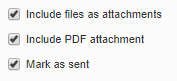 Include files as attachments
Include PDF attachment
Mark as sent